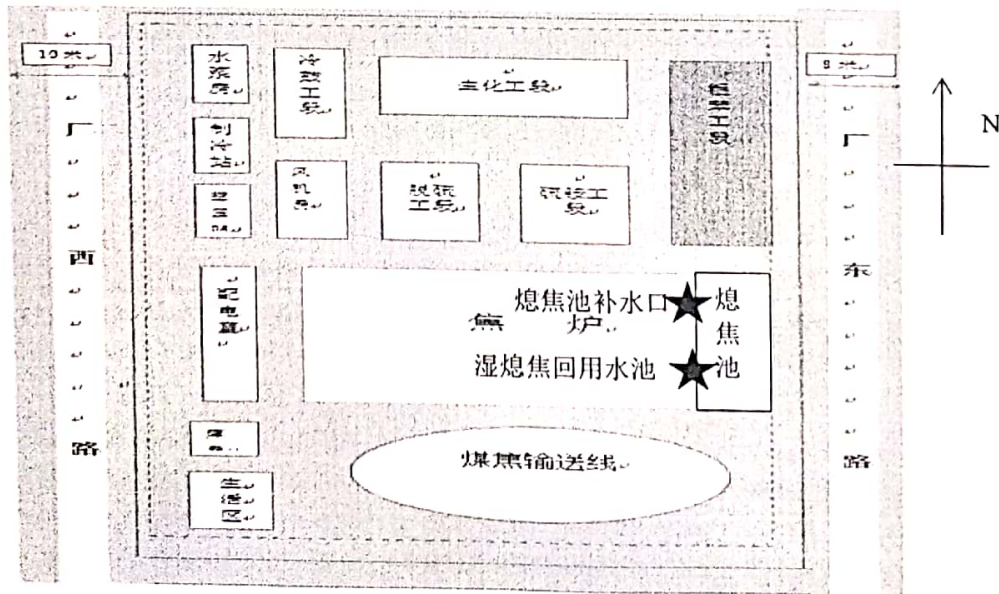 10米
水泵房
冷鼓工段
生化工段
8米
N
制冷站
厂西路
厂东路
风机房
脱硫工段
硫铵工段
配电室
熄焦池补水口
熄焦池
焦 炉
湿熄焦回用水池
煤焦输送线
生活区